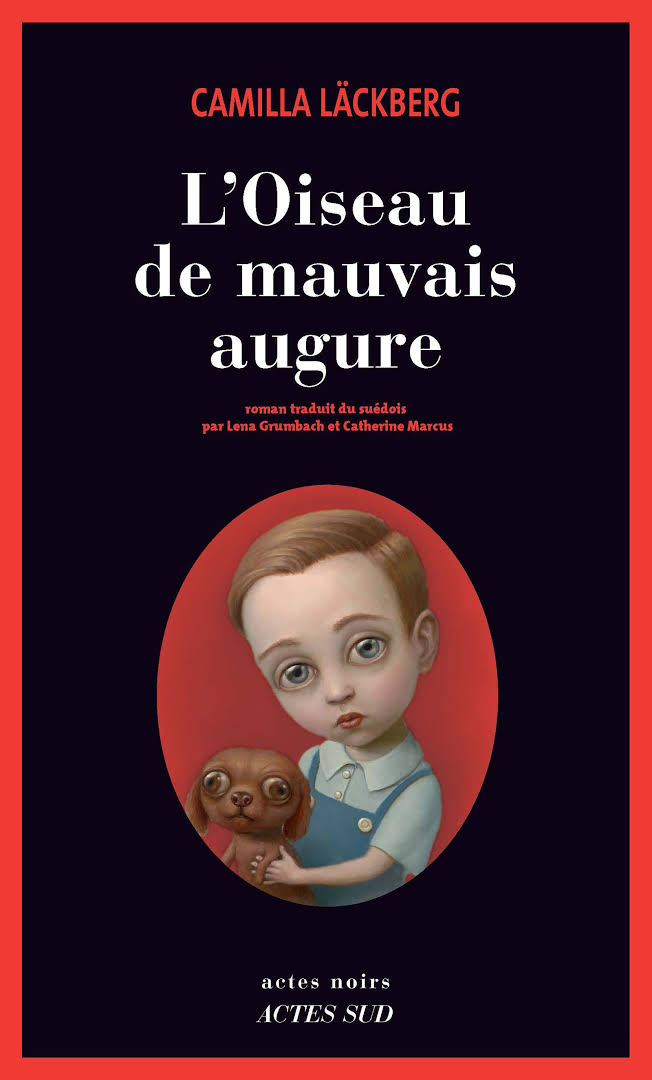 CAMILLA LÄCKBERG
L’Oiseau
de mauvais
augure
roman traduit du suédois
par Lena Grumbach et Catherine Marcus
actes noirs
ACTES SUD